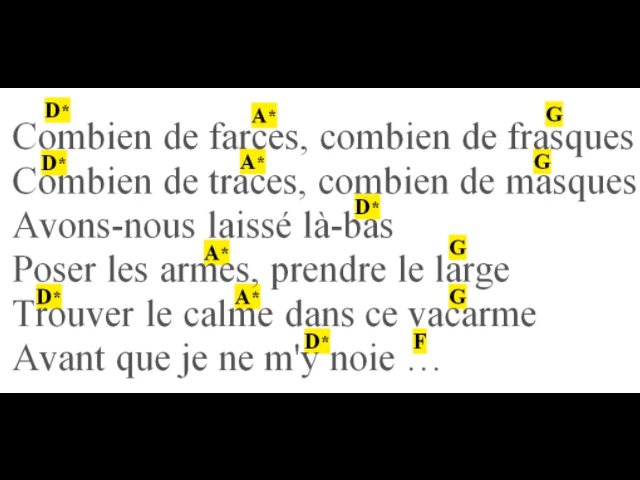 D* A* G
Combien de farces, combien de frasques
D* A* G
Combien de traces, combien de masques
D*
Avons-nous laissé là-bas
A* G
Poser les armes, prendre le large
D* A* G
Trouver le calme dans ce vacarme
D* F
Avant que je ne m'y noie …